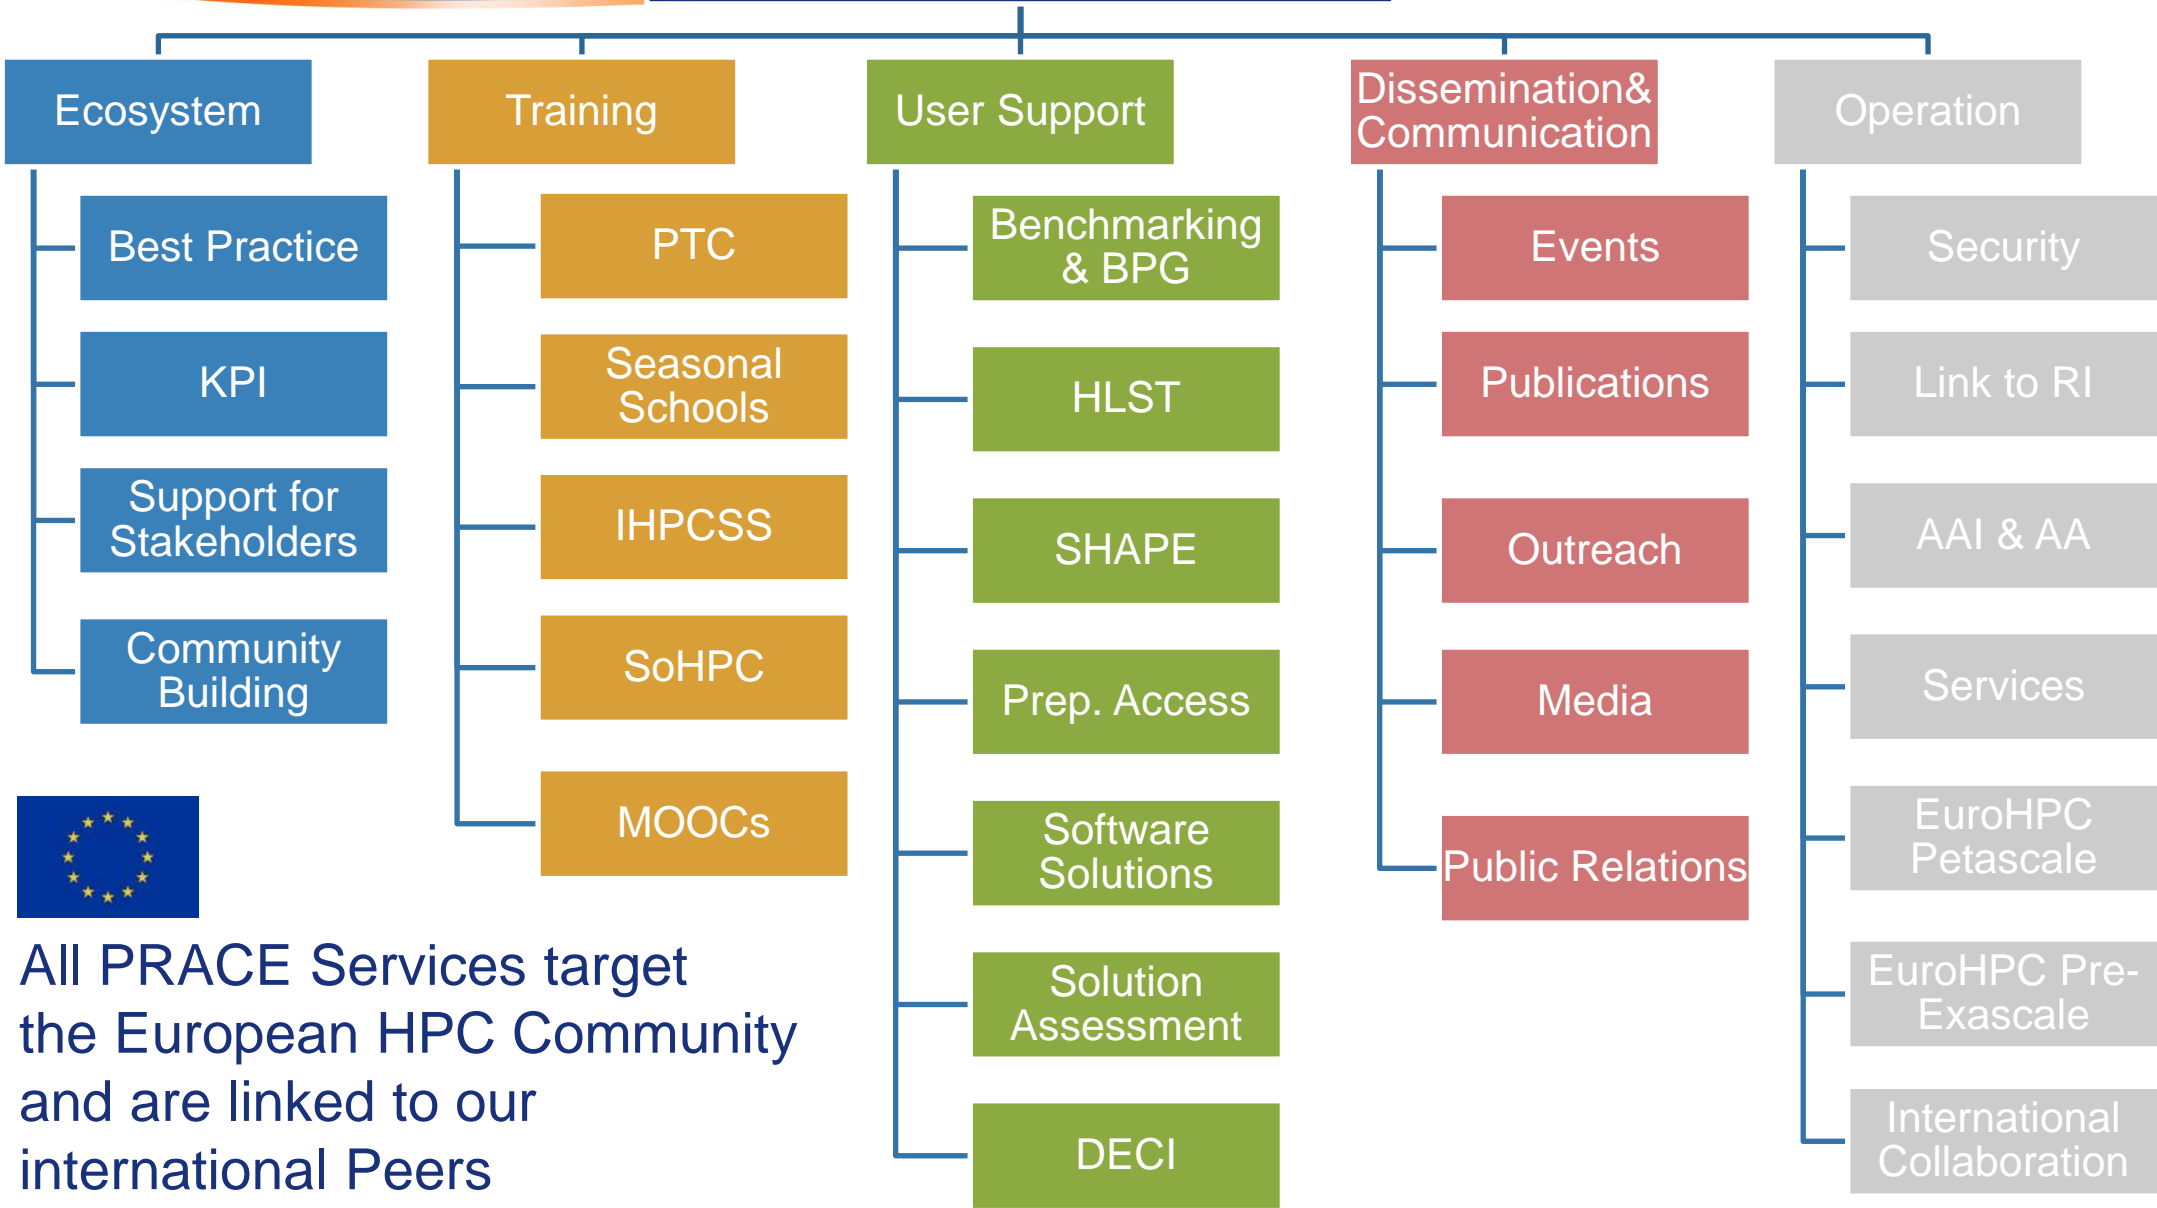 Ecosystem
Best Practice
KPI
Support for
Stakeholders
Community
Building
Training
PTC
Seasonal
Schools
IHPCSS
SoHPC
MOOCs
User Support
Benchmarking
& BPG
HLST
SHAPE
Prep. Access
Software
Solutions
Solution
Assessment
DECI
Dissemination&
Communication
Events
Publications
Outreach
Media
Public Relations
Operation
Security
Link to RI
AAI & AA
Services
EuroHPC
Petascale
EuroHPC Pre-
Exascale
International
Collaboration
All PRACE Services target
the European HPC Community
and are linked to our
international Peers